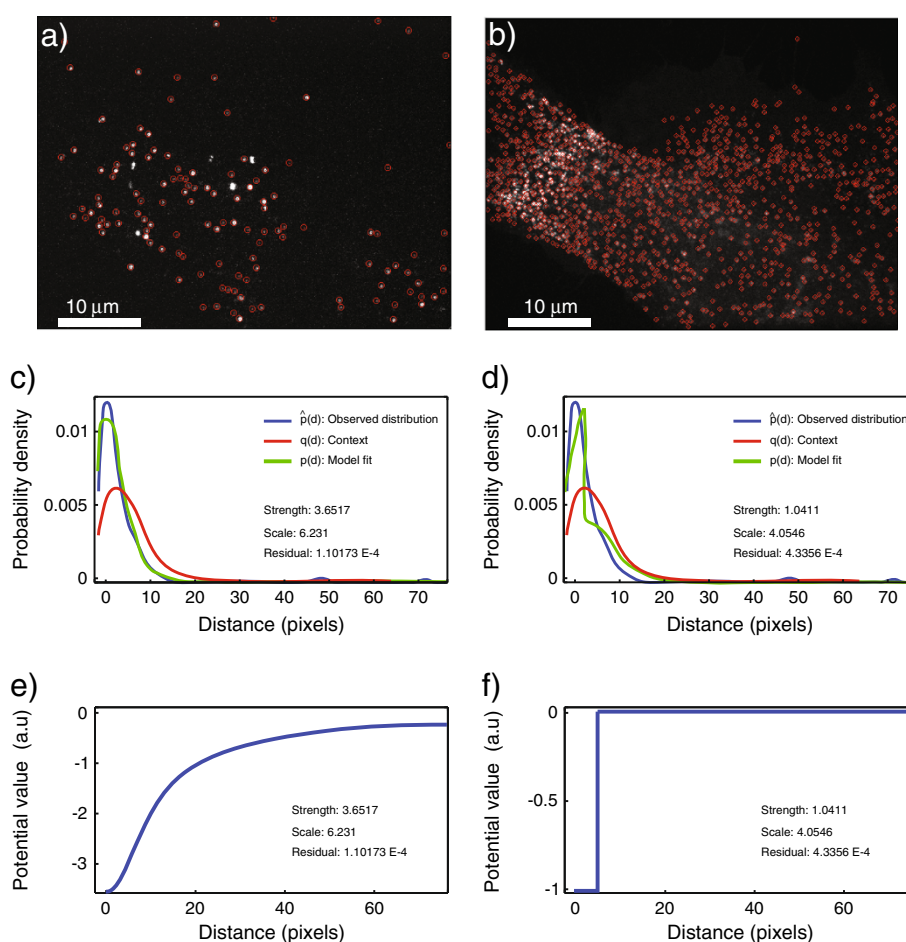 a)
b)
10 μm
10 μm
c)
d)
Probability density
0.01
0.005
0
p̂(d): Observed distribution
q(d): Context
p(d): Model fit
Strength: 3.6517
Scale: 6.231
Residual: 1.10173 E-4
0 10 20 30 40 50 60 70
Distance (pixels)
Probability density
0.01
0.005
0
p̂(d): Observed distribution
q(d): Context
p(d): Model fit
Strength: 1.0411
Scale: 4.0546
Residual: 4.3356 E-4
0 10 20 30 40 50 60 70
Distance (pixels)
e)
f)
Potential value (a.u)
0
-1
-2
-3
Strength: 3.6517
Scale: 6.231
Residual: 1.10173 E-4
0 20 40 60
Distance (pixels)
Potential value (a.u)
0
-0.5
-1
Strength: 1.0411
Scale: 4.0546
Residual: 4.3356 E-4
0 20 40 60
Distance (pixels)